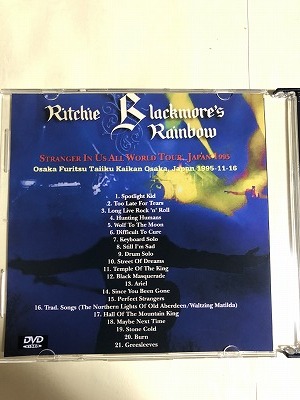 Ritchie Blackmore's
Rainbow
STRANGER IN US ALL WORLD TOUR, JAPAN 1995
Osaka Furitsu Taiiku Kaikan Osaka, Japan 1995-11-16
1. Spotlight Kid
2. Too Late For Tears
3. Long Live Rock 'n' Roll
4. Hunting Humans
5. Wolf To The Moon
6. Difficult To Cure
7. Keyboard Solo
8. Still I'm Sad
9. Drum Solo
10. Street Of Dreams
11. Temple Of The King
12. Black Masquerade
13. Ariel
14. Since You Been Gone
15. Perfect Strangers
16. Trad. Songs (The Northern Lights Of Old Aberdeen/Waltzing Matilda)
17. Hall Of The Mountain King
18. Maybe Next Time
19. Stone Cold
20. Burn
21. Greesleeves
DVD
VIDEO